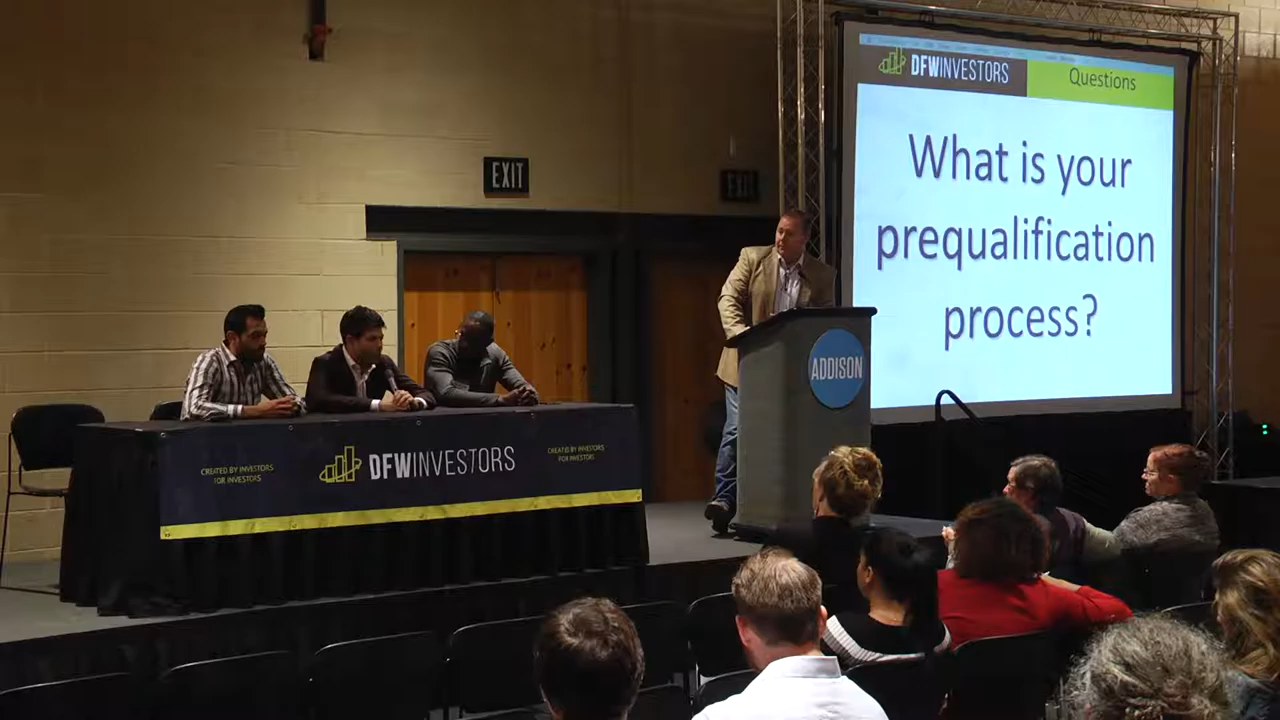 EXIT
EXIT
DFWINVESTORS
Questions
What is your
prequalification
process?
ADDISON
CREATED BY INVESTORS
FOR INVESTORS
DFWINVESTORS
CREATED BY INVESTORS
FOR INVESTORS